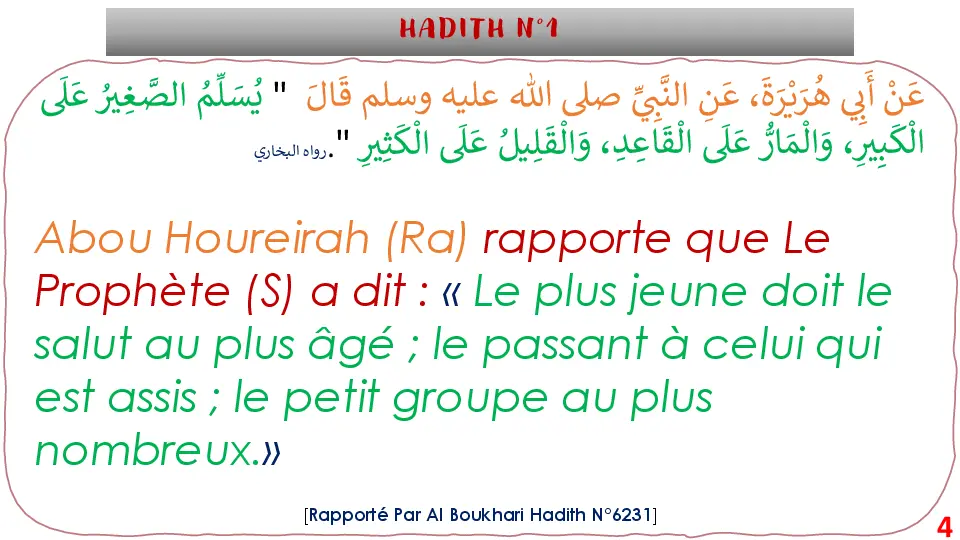 HADITH N°1
عَنْ أَبِي هُرَيْرَةَ، عَنِ النَّبِيِّ صلى الله عليه وسلم قَالَ " يُسَلِّمُ الصَّغِيرُ عَلَى
الْكَبِيرِ، وَالْمَارُّ عَلَى الْقَاعِدِ، وَالْقَلِيلُ عَلَى الْكَثِيرِ ".رواه البخاري
Abou Houreirah (Ra) rapporte que Le
Prophète (S) a dit : « Le plus jeune doit le
salut au plus âgé ; le passant à celui qui
est assis ; le petit groupe au plus
nombreux.»
[Rapporté Par Al Boukhari Hadith N°6231]
4